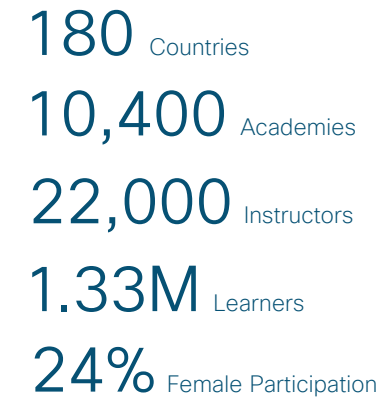 180 Countries
10,400 Academies
22,000 Instructors
1.33M Learners
24% Female Participation